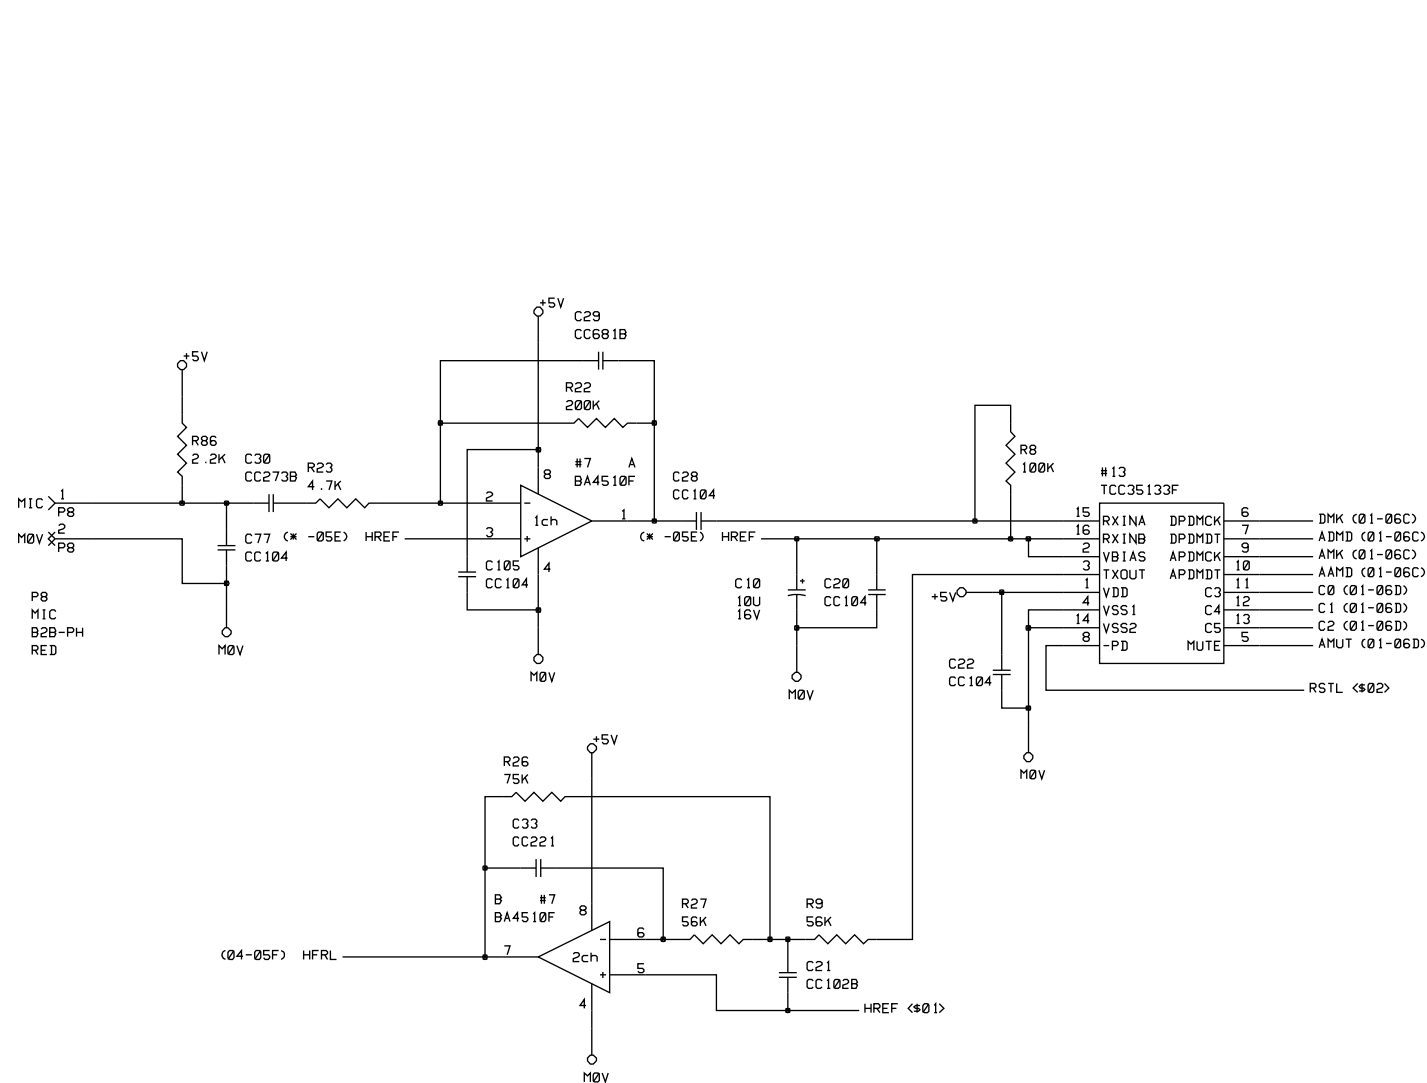 +5V
C29
CC681B
+5V
R22
200K
R86
2.2K
C30
CC273B
R23
4.7K
#7 A
BA4510F
8
C28
CC104
R8
100K
#13
TCC35133F
MIC 1
P8
2
1ch
1
3
4
M0V 2
P8
C77
CC104
(* -05E) HREF
C105
CC104
(* -05E) HREF
C10
10U
16V
C20
CC104
M0V
M0V
M0V
P8
MIC
B2B-PH
RED
15 RXINA DPDMCK 6 DMK (01-06C)
16 RXINB DPDMDT 7 ADMD (01-06C)
2 VBIAS APDMCK 9 AMK (01-06C)
3 TXOUT APDMDT 10 AAMD (01-06C)
+5V 1 VDD C3 11 C0 (01-06D)
4 VSS1 C4 12 C1 (01-06D)
14 VSS2 C5 13 C2 (01-06D)
8 -PD MUTE 5 AMUT (01-06D)
C22
CC104
RSTL <$02>
M0V
+5V
R26
75K
C33
CC221
B #7
BA4510F
8
R27
56K
R9
56K
6
5
7
2ch
4
(04-05F) HFRL
C21
CC102B
HREF <$01>
M0V